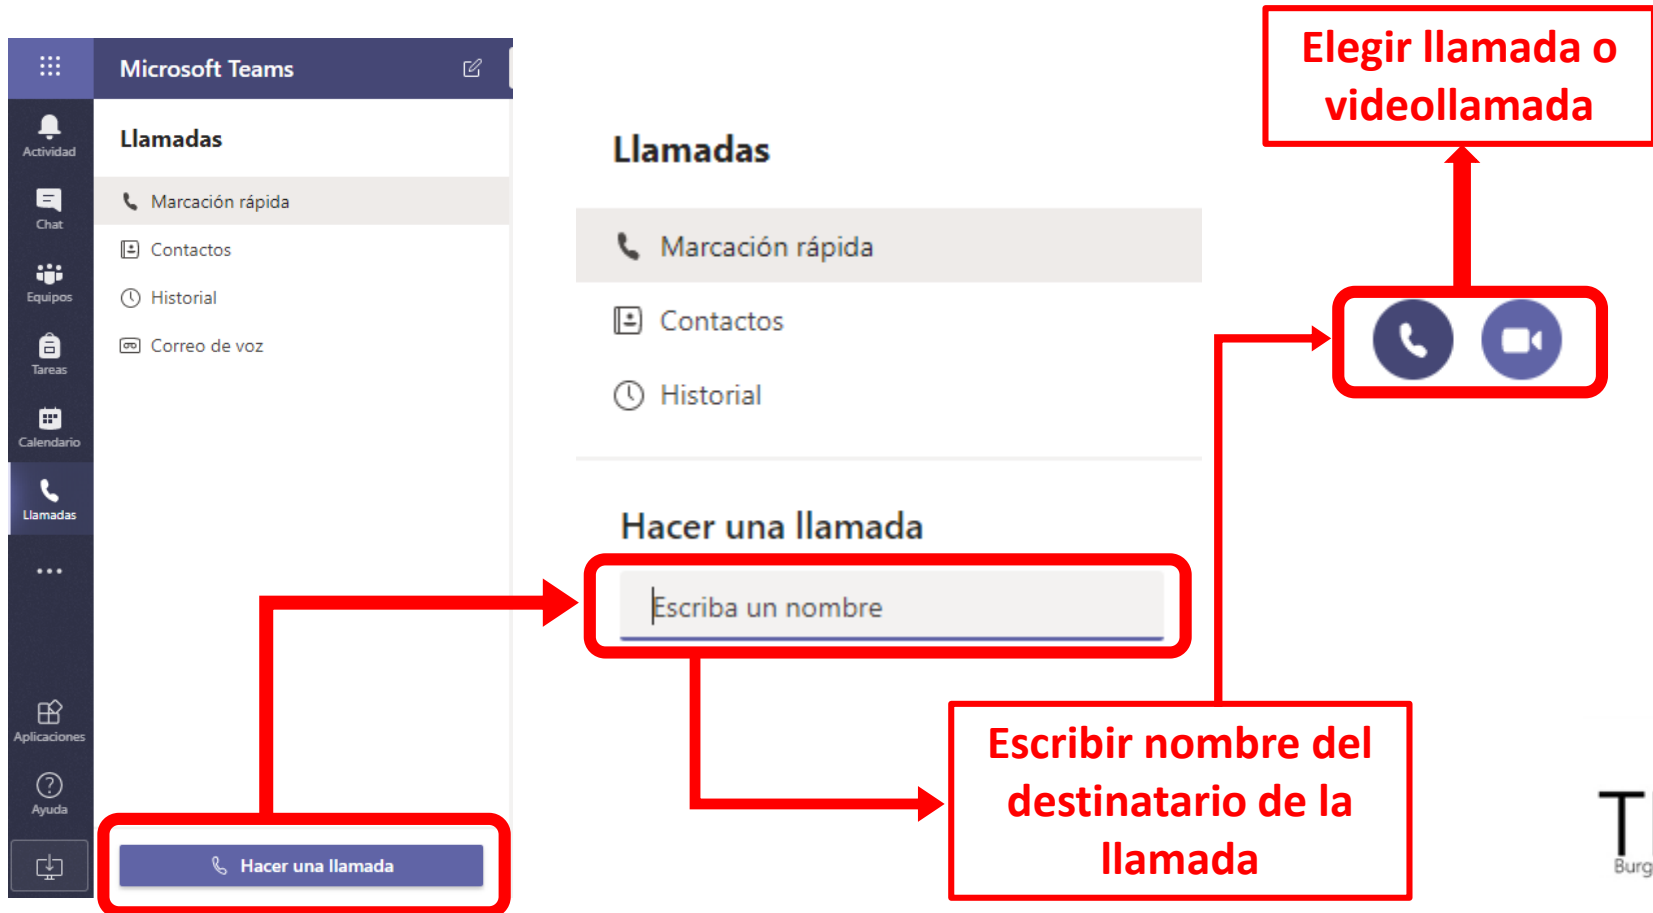 Microsoft Teams
Actividad
Chat
Equipos
Tareas
Calendario
Llamadas
Aplicaciones
Ayuda
Llamadas
Marcación rápida
Contactos
Historial
Correo de voz
Hacer una llamada
Llamadas
Marcación rápida
Contactos
Historial
Hacer una llamada
Escriba un nombre
Elegir llamada o
videollamada
Escribir nombre del
destinatario de la
llamada